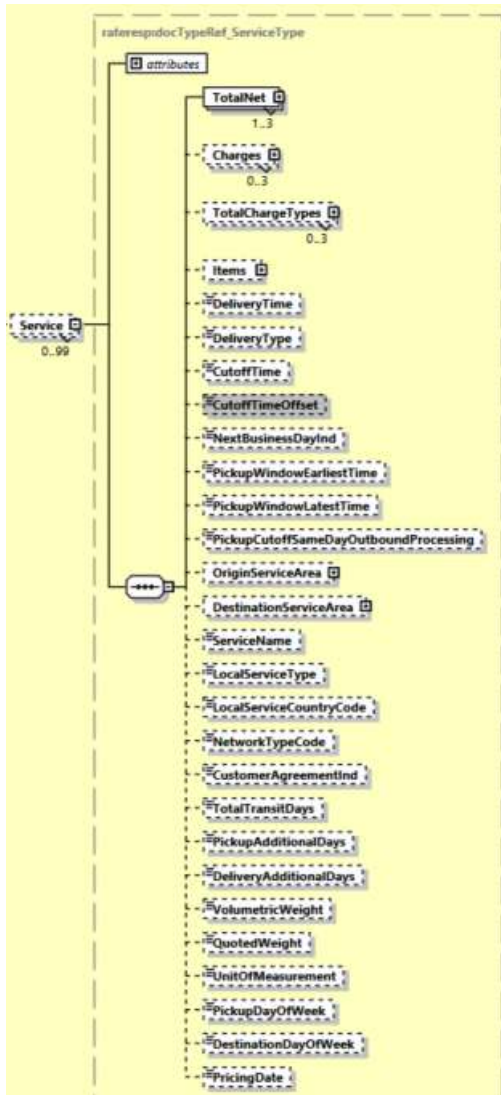 rateresp:docTypeRef_ServiceType
attributes
TotalNet
1..3
Charges
0..3
TotalChargeTypes
0..3
Items
DeliveryTime
Service
0..99
DeliveryType
CutoffTime
CutoffTimeOffset
NextBusinessDayInd
PickupWindowEarliestTime
PickupWindowLatestTime
PickupCutoffSameDayOutboundProcessing
OriginServiceArea
DestinationServiceArea
ServiceName
LocalServiceType
LocalServiceCountryCode
NetworkTypeCode
CustomerAgreementInd
TotalTransitDays
PickupAdditionalDays
DeliveryAdditionalDays
VolumetricWeight
QuotedWeight
UnitOfMeasurement
PickupDayOfWeek
DestinationDayOfWeek
PricingDate